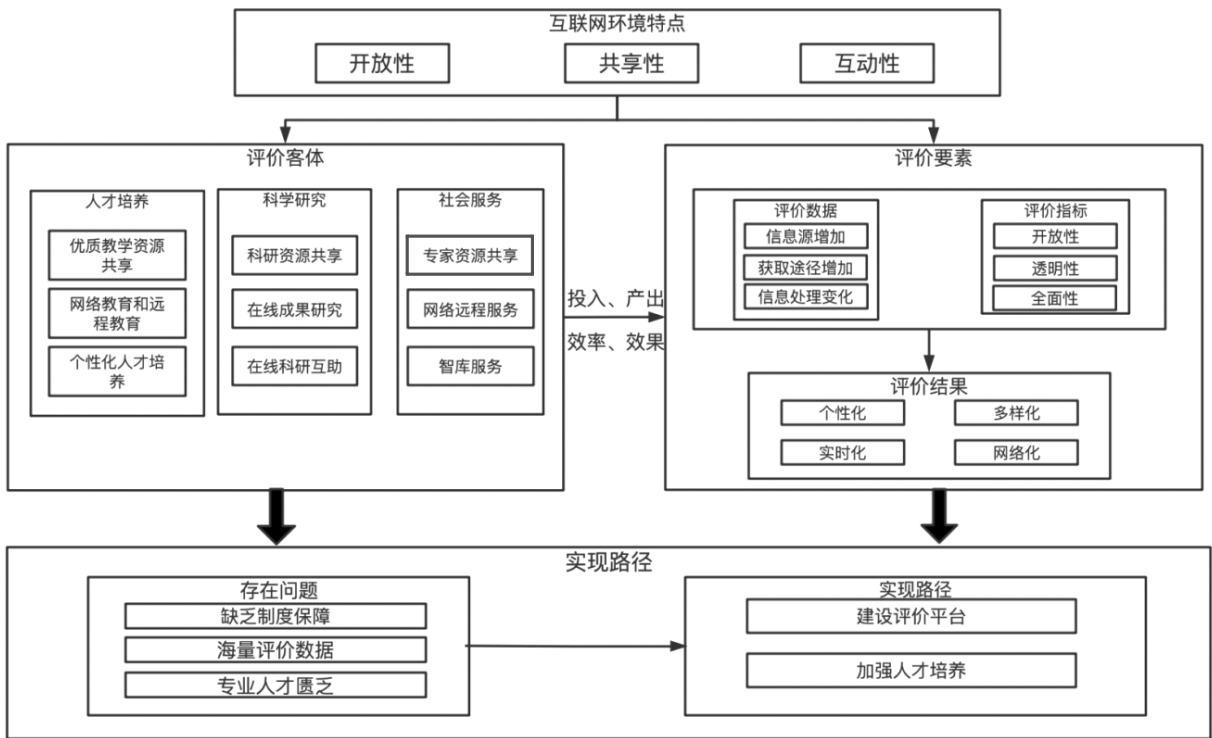 互联网环境特点
开放性
共享性
互动性
评价客体
人才培养
优质教学资源
共享
网络教育和远
程教育
个性化人才培
养
科学研究
科研资源共享
在线成果研究
在线科研互助
社会服务
专家资源共享
网络远程服务
智库服务
投入、产出
效率、效果
评价要素
评价数据
信息源增加
获取途径增加
信息处理变化
评价指标
开放性
透明性
全面性
评价结果
个性化
多样化
实时化
网络化
实现路径
存在问题
缺乏制度保障
海量评价数据
专业人才匮乏
实现路径
建设评价平台
加强人才培养